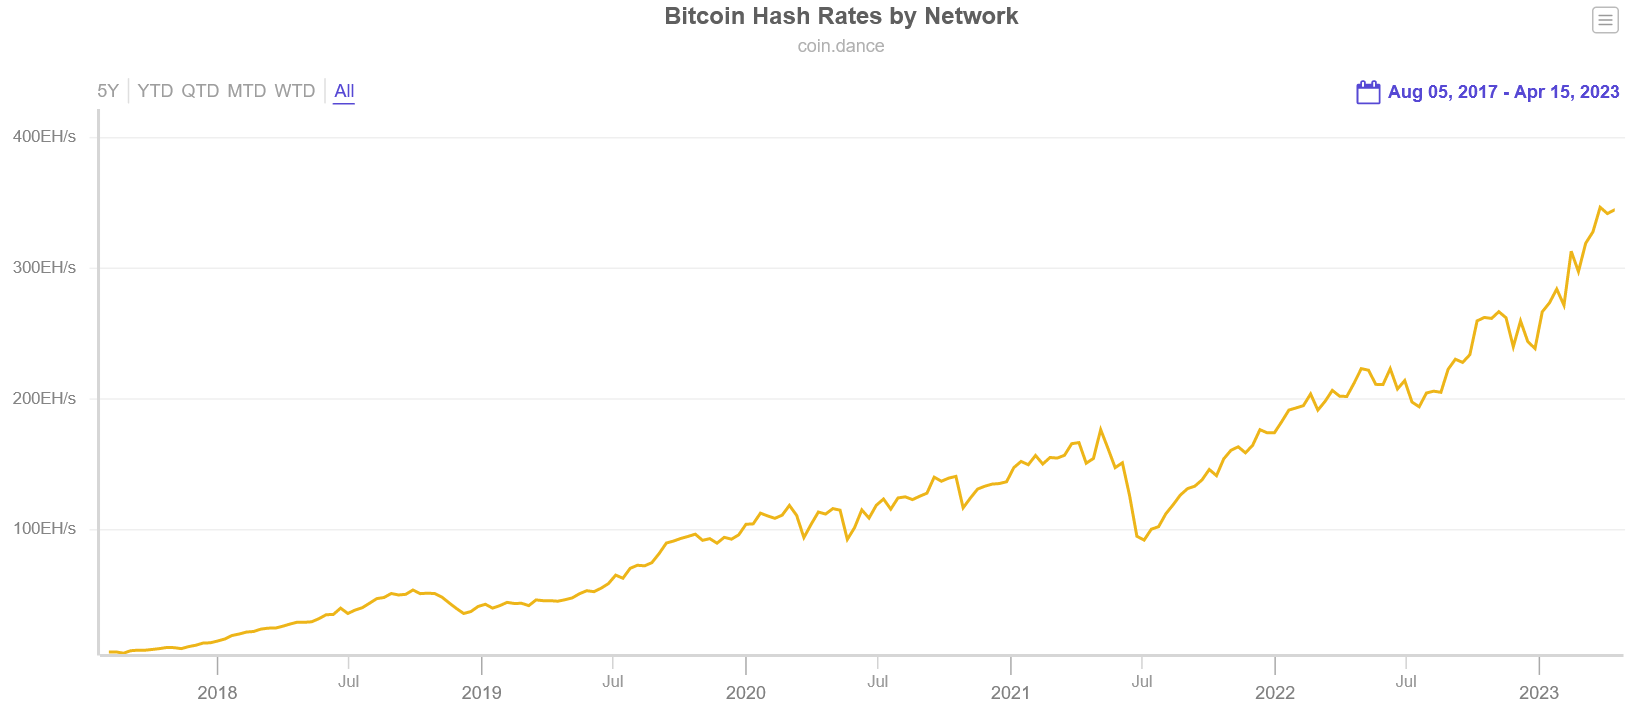 Bitcoin Hash Rates by Network
coin.dance
5Y YTD QTD MTD WTD All
Aug 05, 2017 - Apr 15, 2023
400EH/s
300EH/s
200EH/s
100EH/s
2018 Jul 2019 Jul 2020 Jul 2021 Jul 2022 Jul 2023